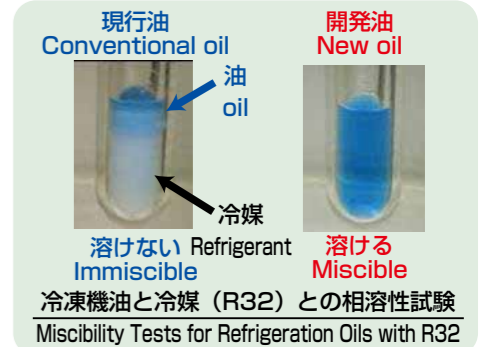 現行油
Conventional oil
開発油
New oil
油
oil
冷媒
Refrigerant
溶けない
Immiscible
溶ける
Miscible
冷凍機油と冷媒（R32）との相溶性試験
Miscibility Tests for Refrigeration Oils with R32